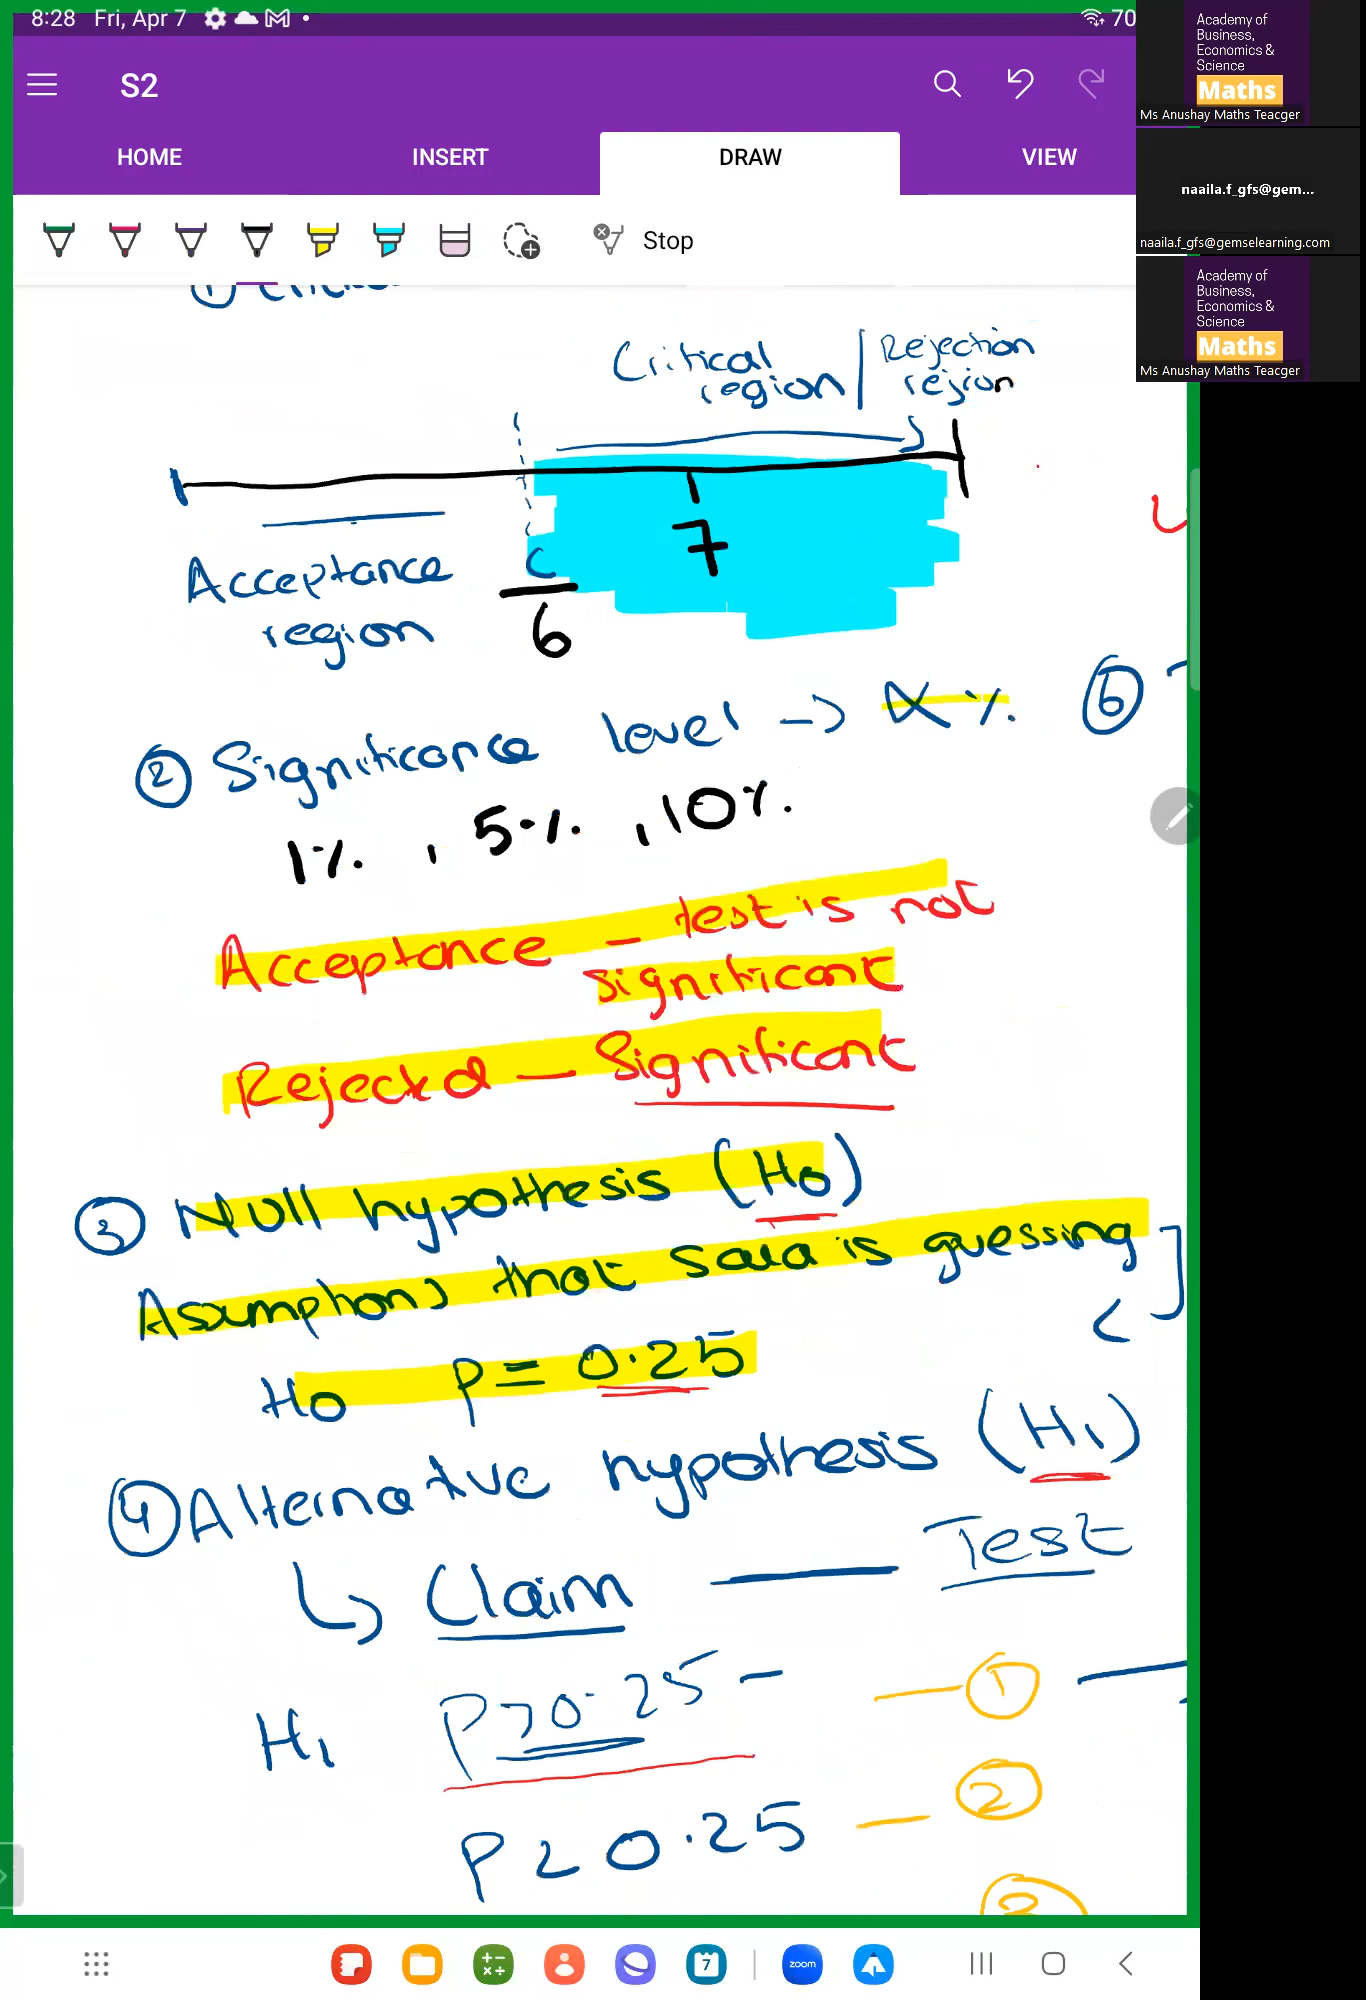 8:28 Fri, Apr 7
70
S2
HOME INSERT DRAW VIEW
Stop
Academy of
Business,
Economics &
Science
Maths
Ms Anushay Maths Teacger
naaila.f_gfs@gem...
naaila.f_gfs@gemselearning.com
Academy of
Business,
Economics &
Science
Maths
Ms Anushay Maths Teacger
①
Critical region | Rejection region
7
Acceptance region
C
6
② Significance level -> α %
⑥
1% , 5% , 10%
Acceptance – test is not
significant
Rejected – Significant
③ Null hypothesis (H0)
Assumptions that Sara is guessing
H0 P = 0.25
④ Alternative hypothesis (H1)
Claim — Test
H1 P > 0.25 – — ①
P < 0.25 — ②
7
zoom